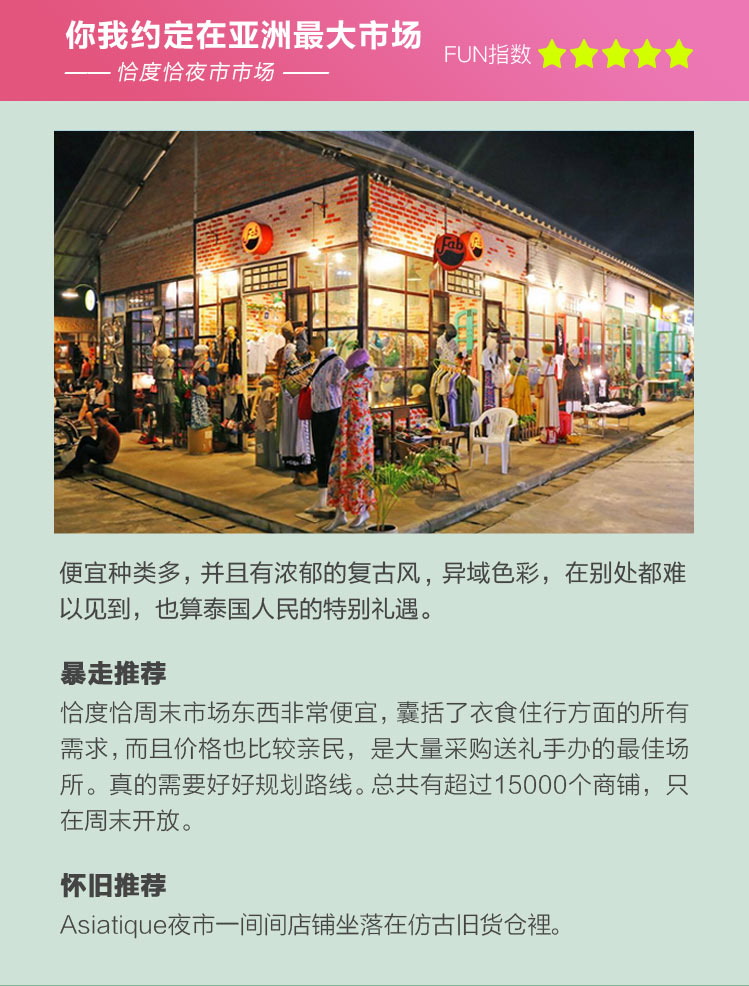 你我约定在亚洲最大市场
—— 恰度恰夜市市场 ——
FUN指数
Fab
便宜种类多，并且有浓郁的复古风，异域色彩，在别处都难
以见到，也算泰国人民的特别礼遇。
暴走推荐
恰度恰周末市场东西非常便宜，囊括了衣食住行方面的所有
需求，而且价格也比较亲民，是大量采购送礼手办的最佳场
所。真的需要好好规划路线。总共有超过15000个商铺，只
在周末开放。
怀旧推荐
Asiatique夜市一间间店铺坐落在仿古旧货仓裡。